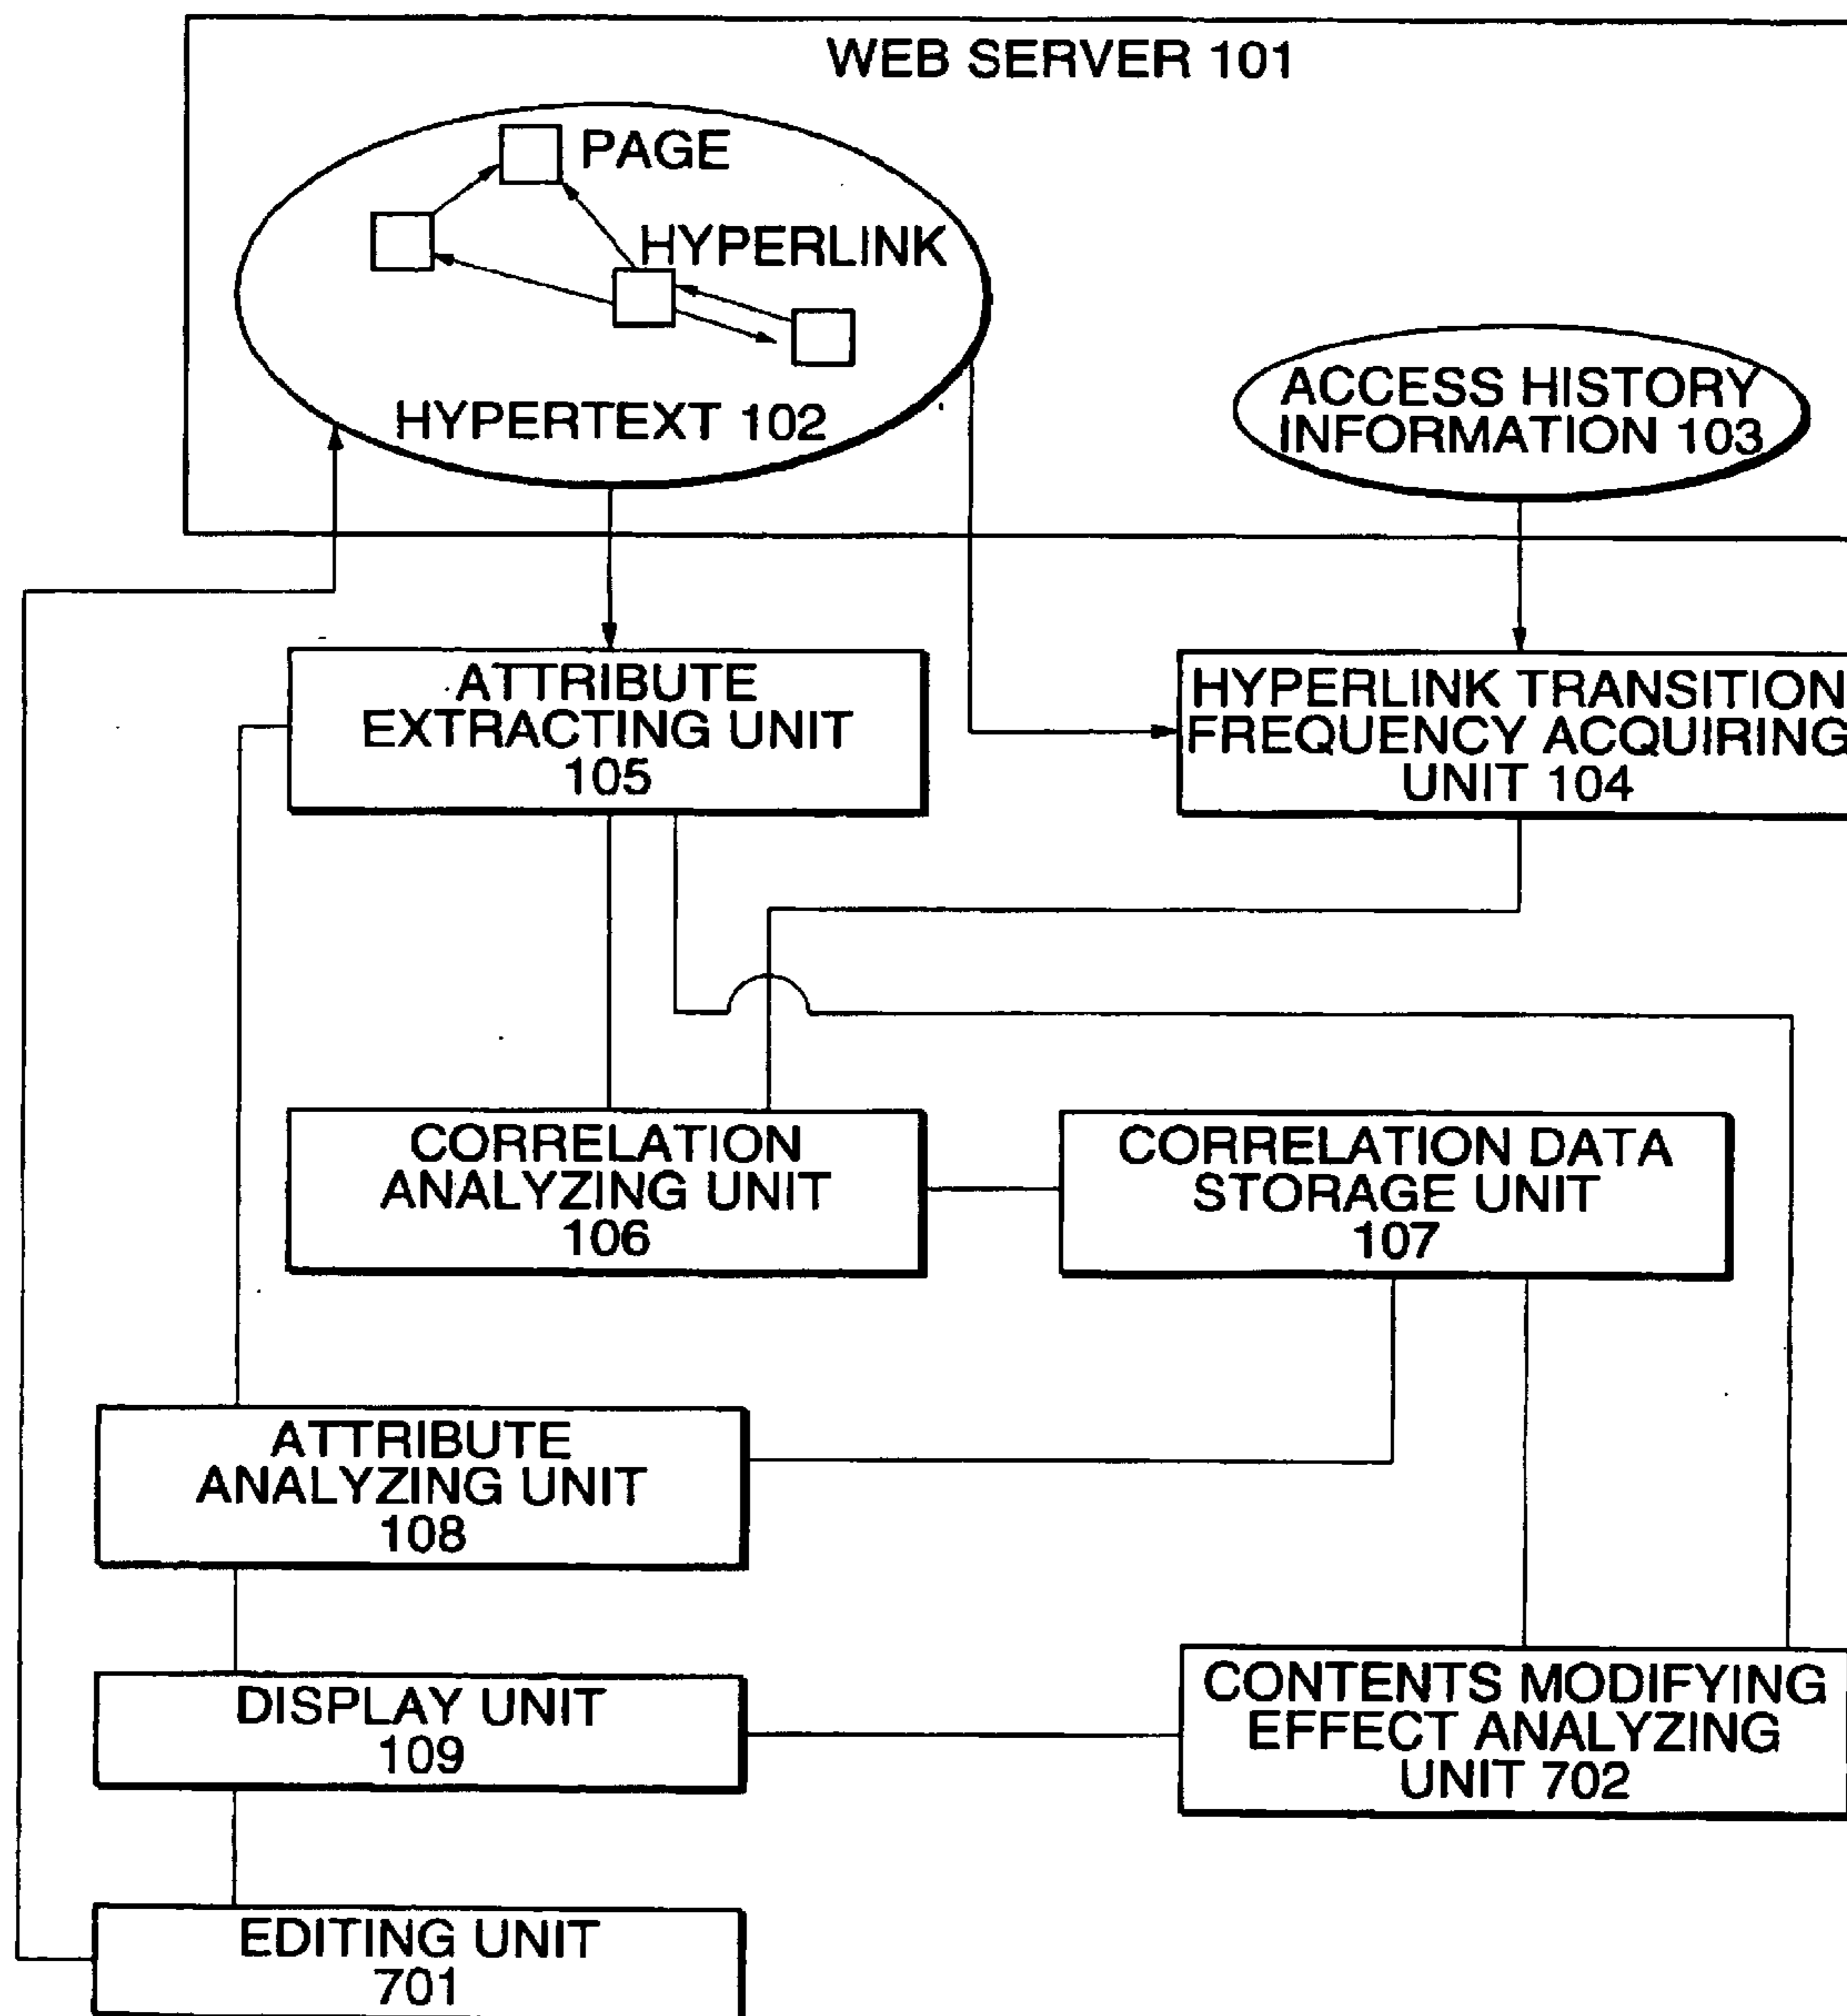 WEB SERVER 101
PAGE
HYPERLINK
HYPERTEXT 102
ACCESS HISTORY
INFORMATION 103
ATTRIBUTE
EXTRACTING UNIT
105
HYPERLINK TRANSITION
FREQUENCY ACQUIRING
UNIT 104
CORRELATION
ANALYZING UNIT
106
CORRELATION DATA
STORAGE UNIT
107
ATTRIBUTE
ANALYZING UNIT
108
DISPLAY UNIT
109
CONTENTS MODIFYING
EFFECT ANALYZING
UNIT 702
EDITING UNIT
701